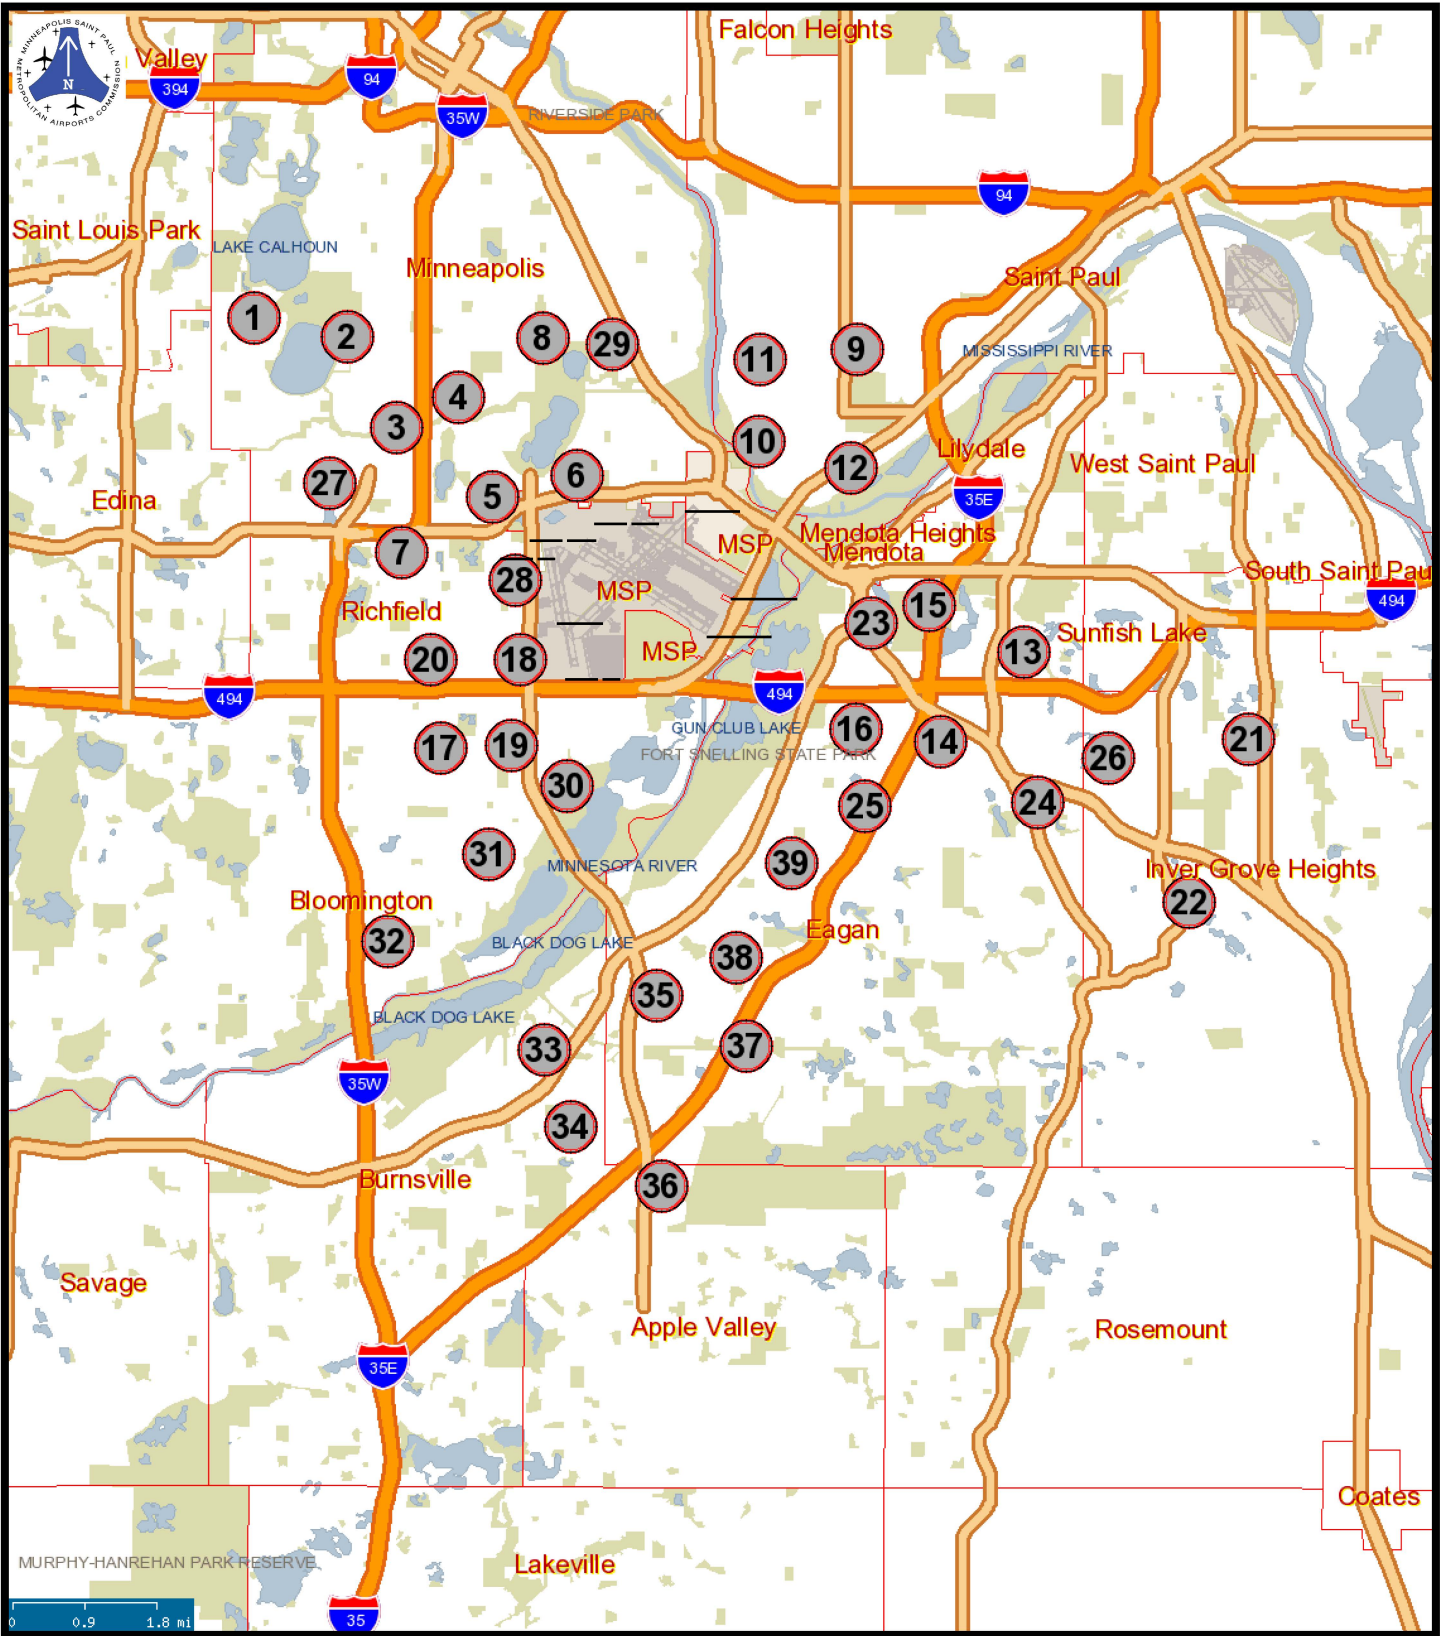 MINNEAPOLIS SAINT PAUL
METROPOLITAN AIRPORTS COMMISSION
N
Valley
Falcon Heights
394
94
35W
RIVERSIDE PARK
94
Saint Louis Park
LAKE CALHOUN
Minneapolis
Saint Paul
1
2
8
29
11
9
MISSISSIPPI RIVER
4
3
10
12
Lilydale
West Saint Paul
27
5
6
35E
Edina
7
MSP
Mendota Heights
Mendota
28
MSP
South Saint Pau
494
Richfield
23
15
20
18
MSP
13
Sunfish Lake
494
494
17
19
GUN CLUB LAKE
16
14
21
FORT SNELLING STATE PARK
26
30
25
24
31
MINNESOTA RIVER
39
Inver Grove Heights
Bloomington
22
32
BLACK DOG LAKE
38
Eagan
35
BLACK DOG LAKE
33
37
35W
34
Burnsville
36
Savage
Apple Valley
Rosemount
35E
Coates
MURPHY-HANREHAN PARK RESERVE
Lakeville
35
0 0.9 1.8 mi